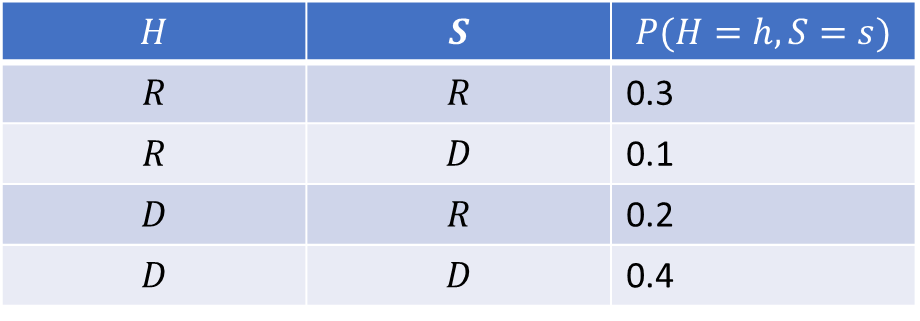 H S P(H = h, S = s)
R R 0.3
R D 0.1
D R 0.2
D D 0.4